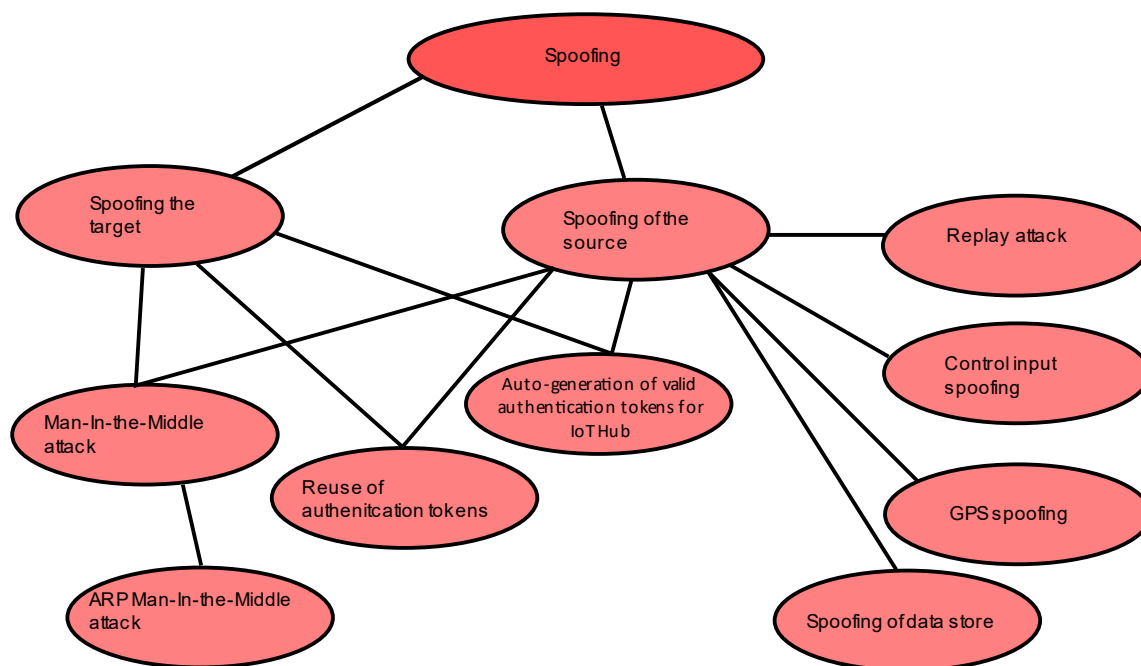 Spoofing
Spoofing the
target
Spoofing of the
source
Replay attack
Control input
spoofing
Auto-generation of valid
authentication tokens for
IoT Hub
Man-In-the-Middle
attack
Reuse of
authenitcation tokens
GPS spoofing
ARP Man-In-the-Middle
attack
Spoofing of data store